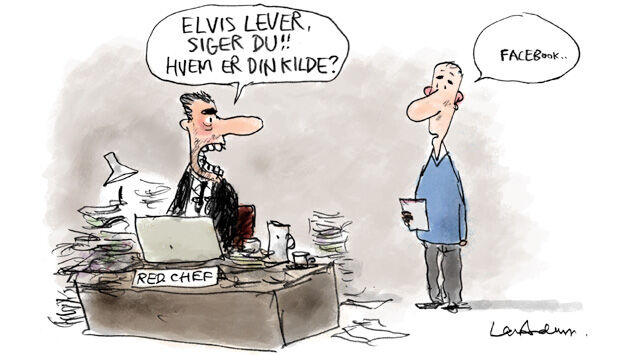 ELVIS LEVER,
SIGER DU!!
HVEM ER DIN KILDE?
FACEBOOK..
RED CHEF